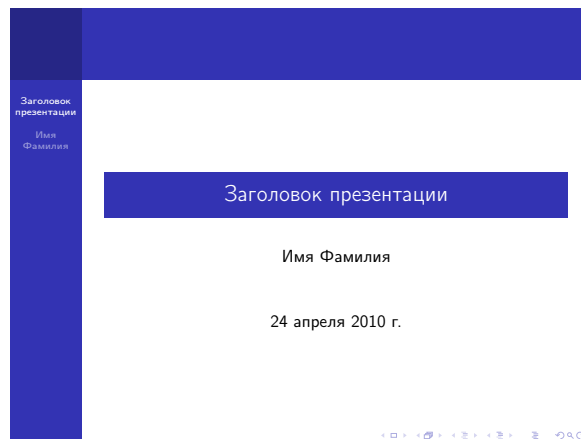 Заголовок
презентации
Имя
Фамилия
Заголовок презентации
Имя Фамилия
24 апреля 2010 г.